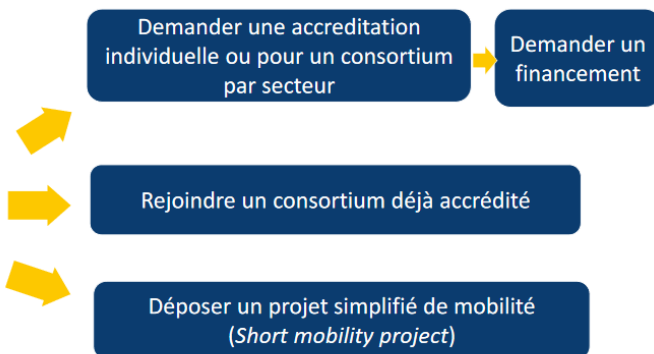 Demander une accreditation
individuelle ou pour un consortium
par secteur
Demander un
financement
Rejoindre un consortium déjà accrédité
Déposer un projet simplifié de mobilité
(Short mobility project)